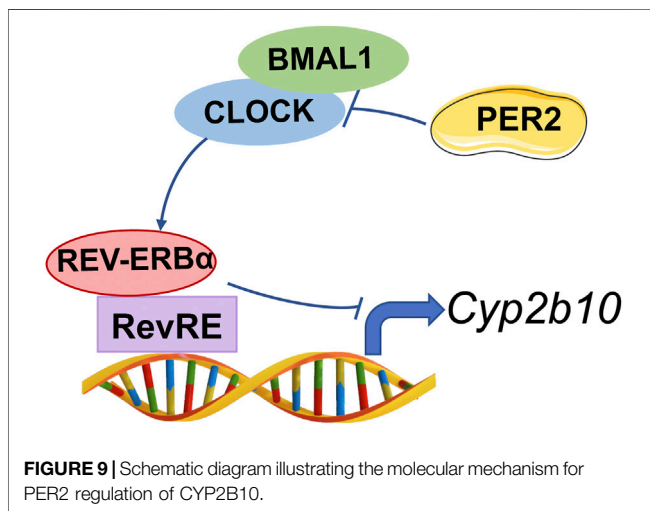 BMAL1
CLOCK
PER2
REV-ERBα
RevRE
Cyp2b10
FIGURE 9 | Schematic diagram illustrating the molecular mechanism for
PER2 regulation of CYP2B10.